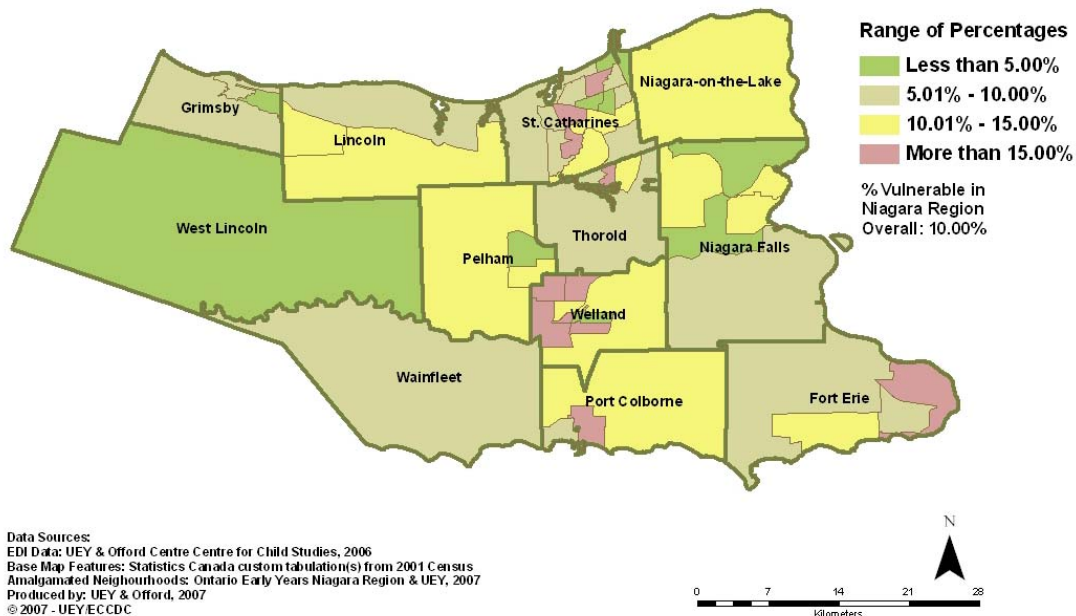 Range of Percentages
Less than 5.00%
5.01% - 10.00%
10.01% - 15.00%
More than 15.00%
% Vulnerable in
Niagara Region
Overall: 10.00%
Niagara-on-the-Lake
Grimsby
St. Catharines
Lincoln
West Lincoln
Thorold
Niagara Falls
Pelham
Welland
Wainfleet
Port Colborne
Fort Erie
Data Sources:
EDI Data: UEY & Offord Centre Centre for Child Studies, 2006
Base Map Features: Statistics Canada custom tabulation(s) from 2001 Census
Amalgamated Neighourhoods: Ontario Early Years Niagara Region & UEY, 2007
Produced by: UEY & Offord, 2007
© 2007 - UEY/ECCDC
N
0 7 14 21 28
Kilometers